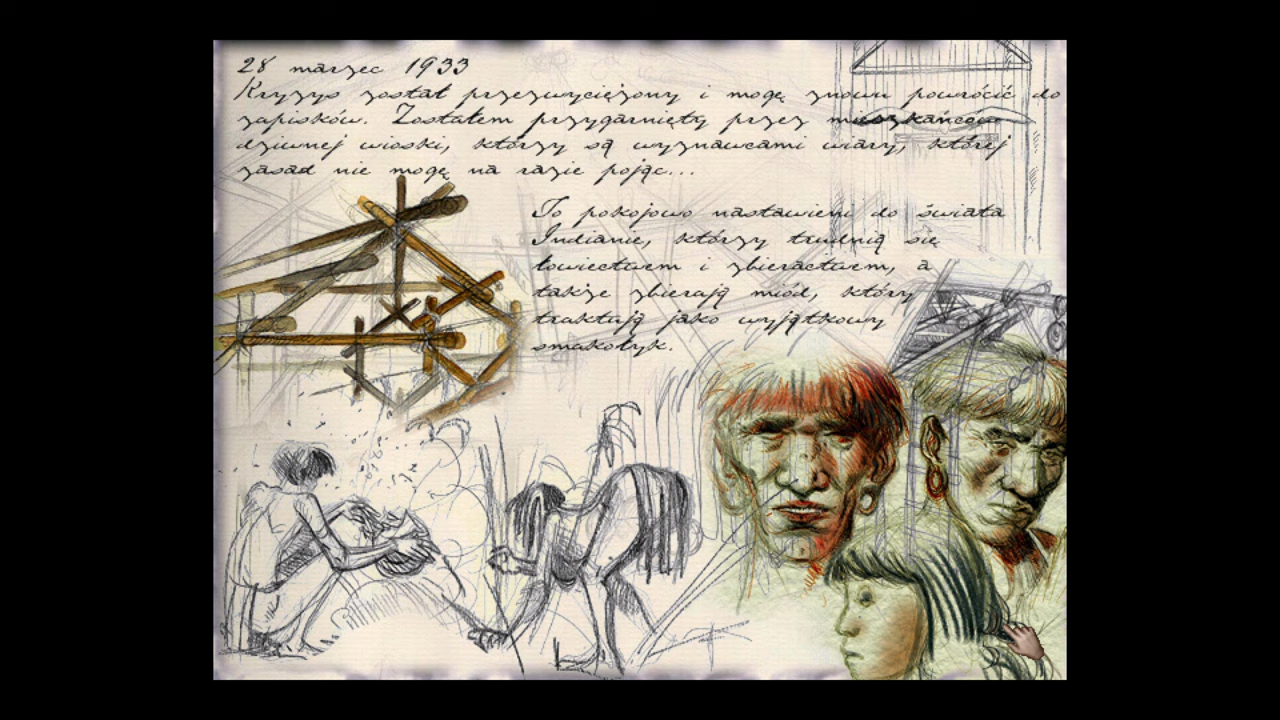 28 marzec 1933
Kryzys został przezwyciężony i mogę znowu powrócić do
zapisków. Zostałem przygarnięty przez mieszkańców
dziwnej wioski, którzy są wyznawcami wiary, której
zasad nie mogę na razie pojąc...
To pokojowo nastawieni do świata
Indianie, którzy trudnią się
łowiectwem i zbieractwem, a
także zbierają miód, który
traktują jako wyjątkowy
smakołyk.